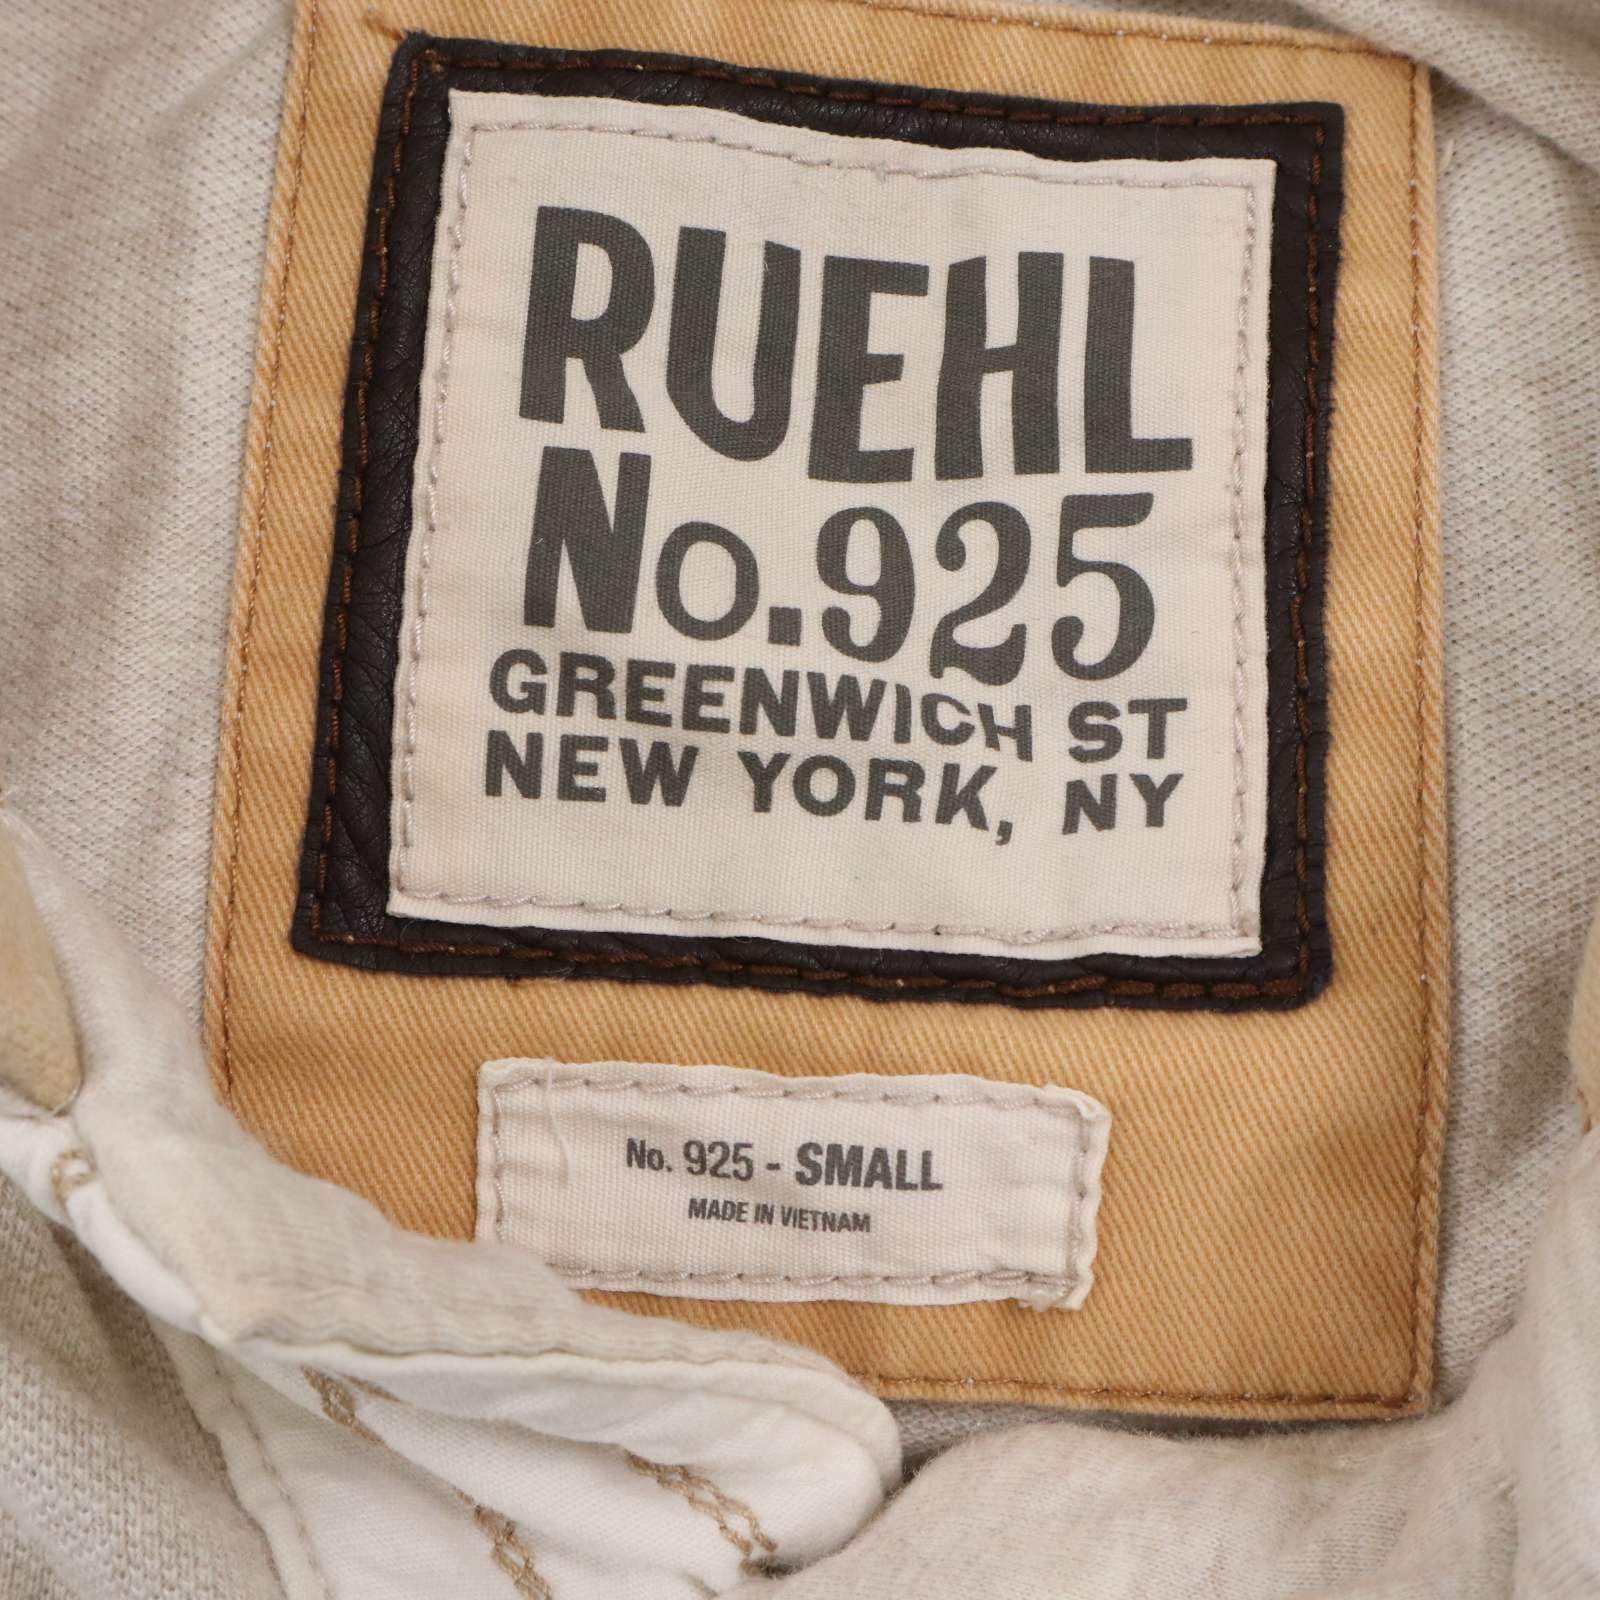 RUEHL
No.925
GREENWICH ST
NEW YORK, NY
No. 925 - SMALL
MADE IN VIETNAM